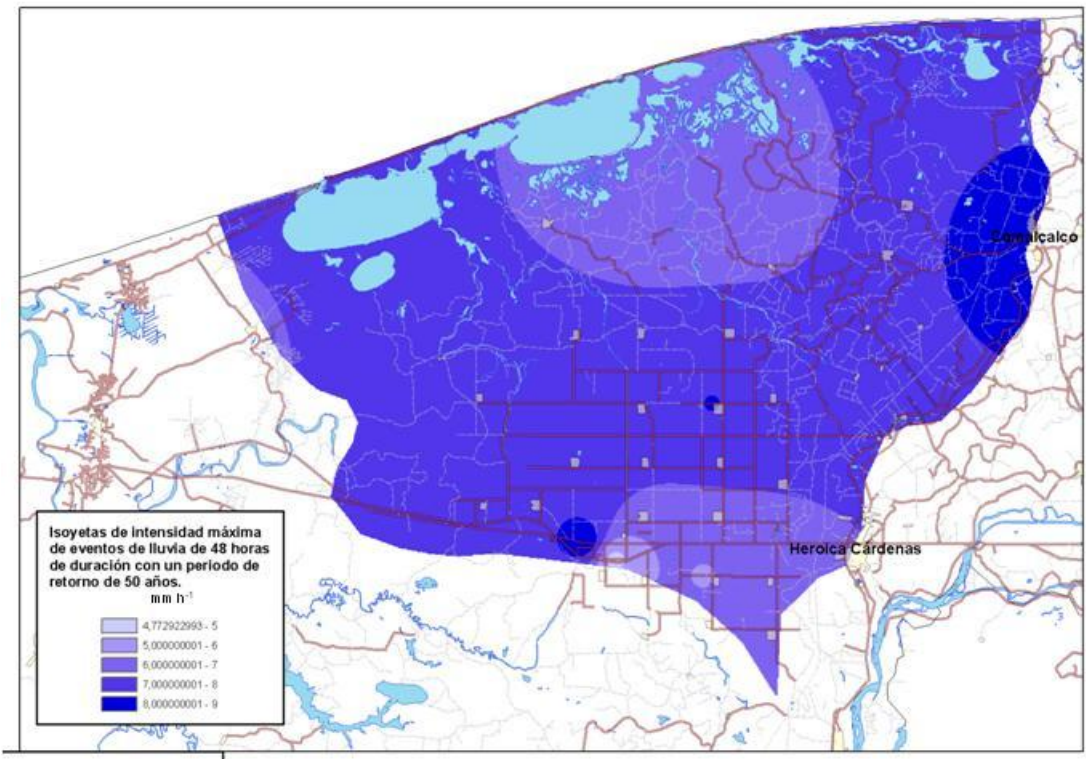 Comalcalco
Heroica Cárdenas
Isoyetas de intensidad máxima
de eventos de lluvia de 48 horas
de duración con un periodo de
retorno de 50 años.
mm h⁻¹
4,772922993 - 5
5,000000001 - 6
6,000000001 - 7
7,000000001 - 8
8,000000001 - 9